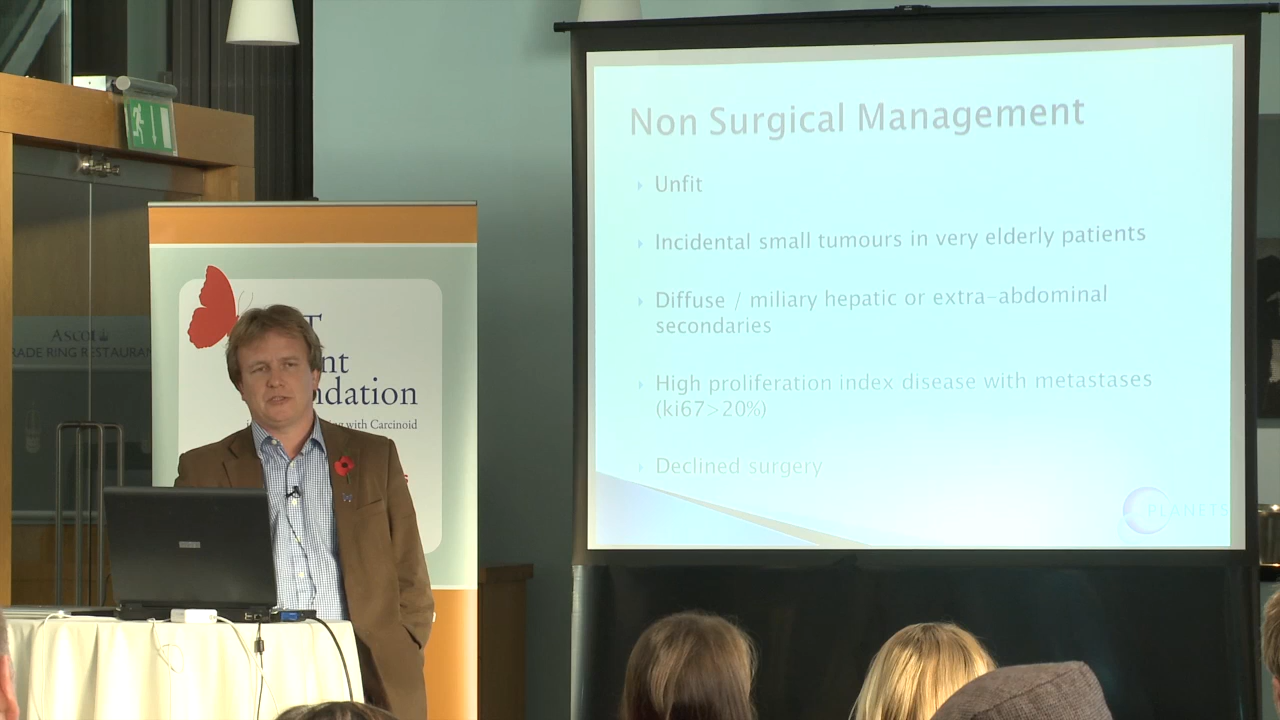 Non Surgical Management
Unfit
Incidental small tumours in very elderly patients
Diffuse / miliary hepatic or extra-abdominal
secondaries
High proliferation index disease with metastases
(ki67>20%)
Declined surgery
PLANETS
Ascot
RADE RING RESTAURAN
T
nt
ndation
with Carcinoid